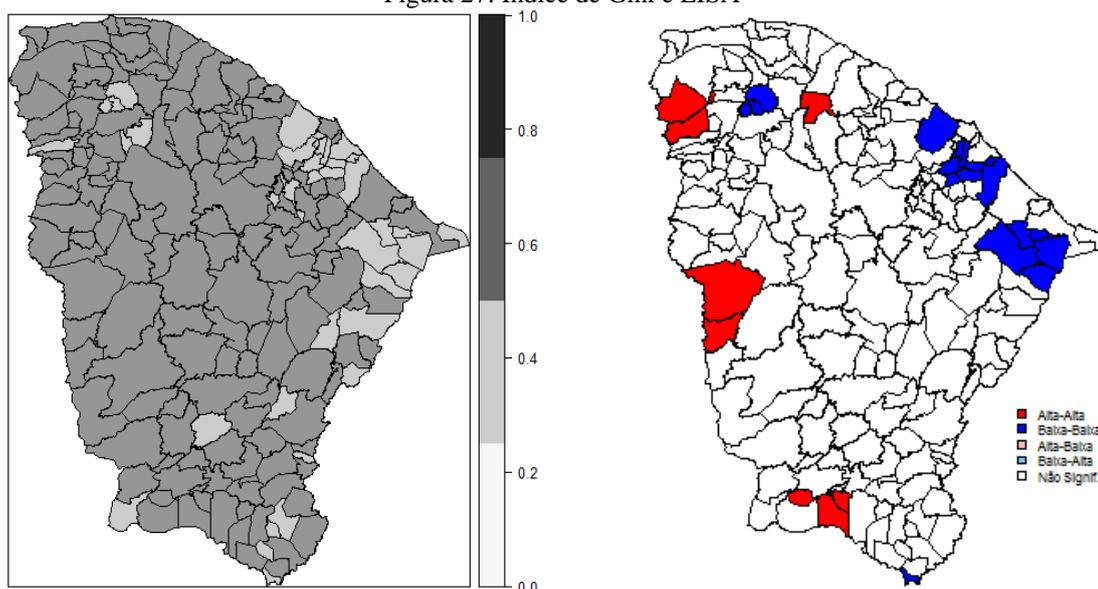 Figura 27: Índice de Gini e LISA
1.0
0.8
0.6
0.4
0.2
0.0
Alta-Alta
Baixa-Baixa
Alta-Baixa
Baixa-Alta
Não Signif.